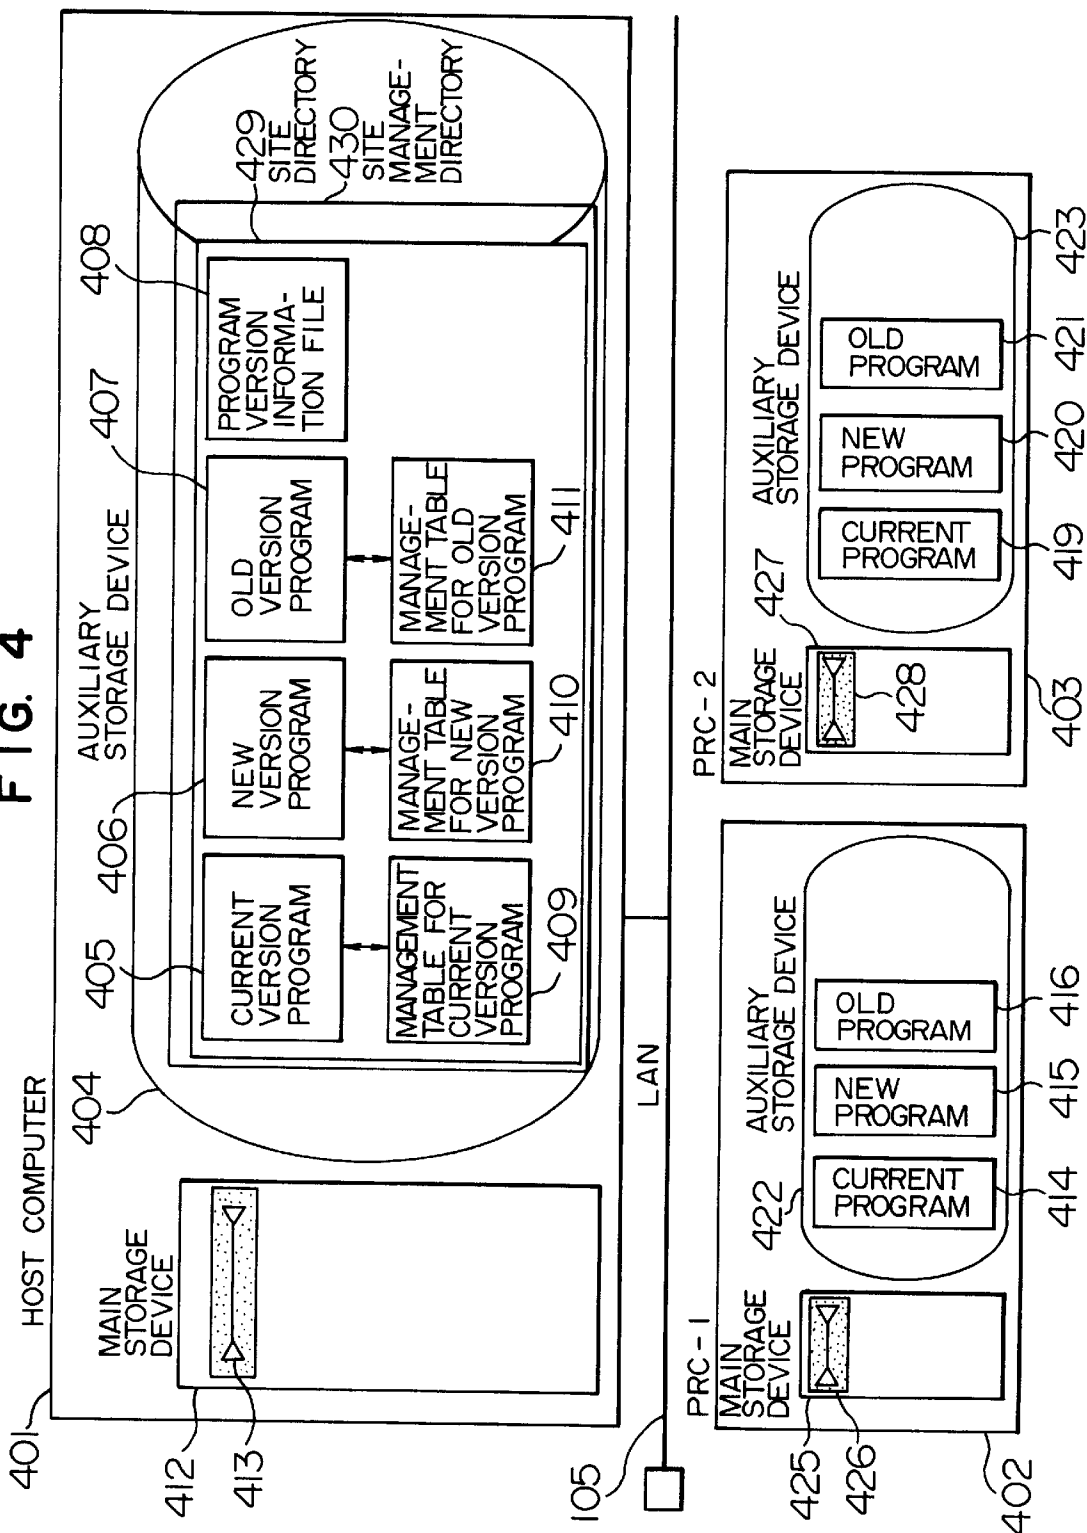 FIG. 4
401
HOST COMPUTER
MAIN
STORAGE
DEVICE
412
413
404
AUXILIARY
STORAGE DEVICE
405
CURRENT
VERSION
PROGRAM
406
NEW
VERSION
PROGRAM
407
OLD
VERSION
PROGRAM
408
PROGRAM
VERSION
INFORMA-
TION FILE
429
SITE
DIRECTORY
430
SITE
MANAGE-
MENT
DIRECTORY
MANAGEMENT
TABLE FOR
CURRENT
VERSION
PROGRAM
409
MANAGE-
MENT TABLE
FOR NEW
VERSION
PROGRAM
410
MANAGE-
MENT TABLE
FOR OLD
VERSION
PROGRAM
411
105
LAN
PRC-1
MAIN
STORAGE
DEVICE
425
426
402
422
AUXILIARY
STORAGE DEVICE
CURRENT
PROGRAM
414
NEW
PROGRAM
415
OLD
PROGRAM
416
PRC-2
MAIN
STORAGE
DEVICE
427
428
403
AUXILIARY
STORAGE DEVICE
CURRENT
PROGRAM
419
NEW
PROGRAM
420
OLD
PROGRAM
421
423